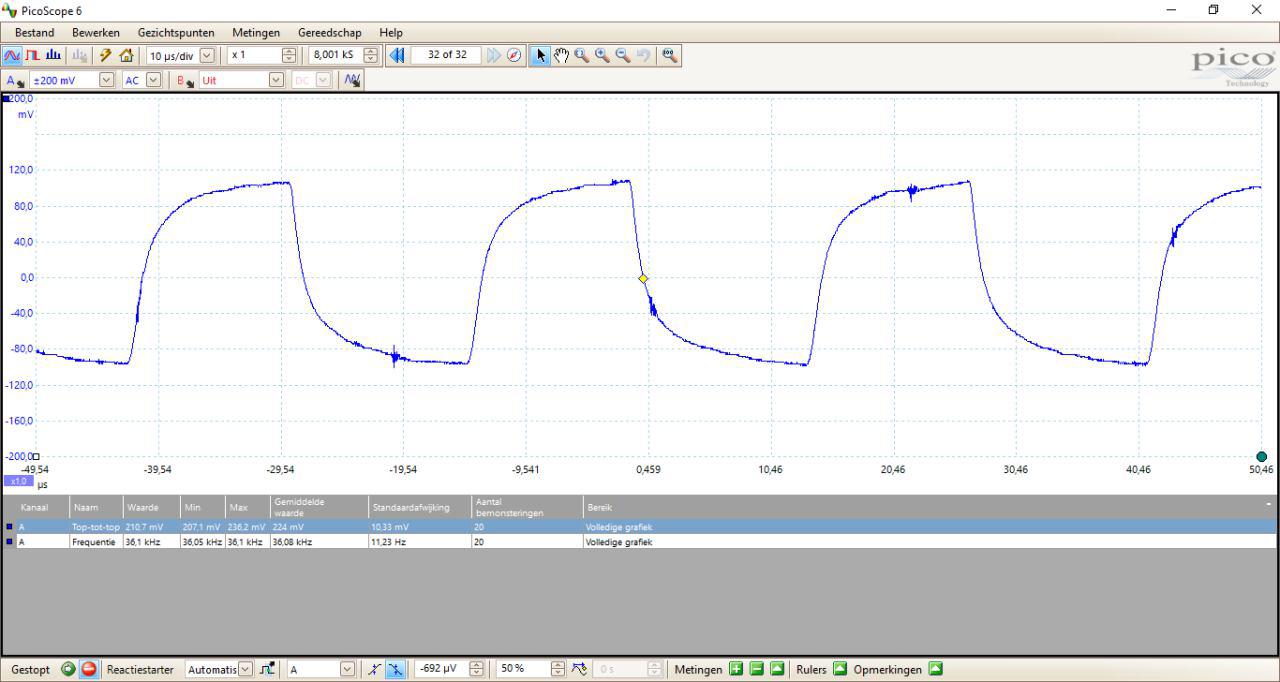 PicoScope 6
Bestand Bewerken Gezichtspunten Metingen Gereedschap Help
10 µs/div x 1 8,001 kS 32 of 32
pico
Technology
A ±200 mV AC B Uit DC
200,0
mV
120,0
80,0
40,0
0,0
-40,0
-80,0
-120,0
-160,0
-200,0
-49,54 -39,54 -29,54 -19,54 -9,541 0,459 10,46 20,46 30,46 40,46 50,46
x1,0 µs
Kanaal Naam Waarde Min Max Gemiddelde waarde Standaardafwijking Aantal bemonsteringen Bereik
A Top-tot-top 210,7 mV 207,1 mV 236,2 mV 224 mV 10,33 mV 20 Volledige grafiek
A Frequentie 36,1 kHz 36,05 kHz 36,1 kHz 36,08 kHz 11,23 Hz 20 Volledige grafiek
Gestopt Reactiestarter Automatis A -692 µV 50 % 0 s Metingen Rulers Opmerkingen